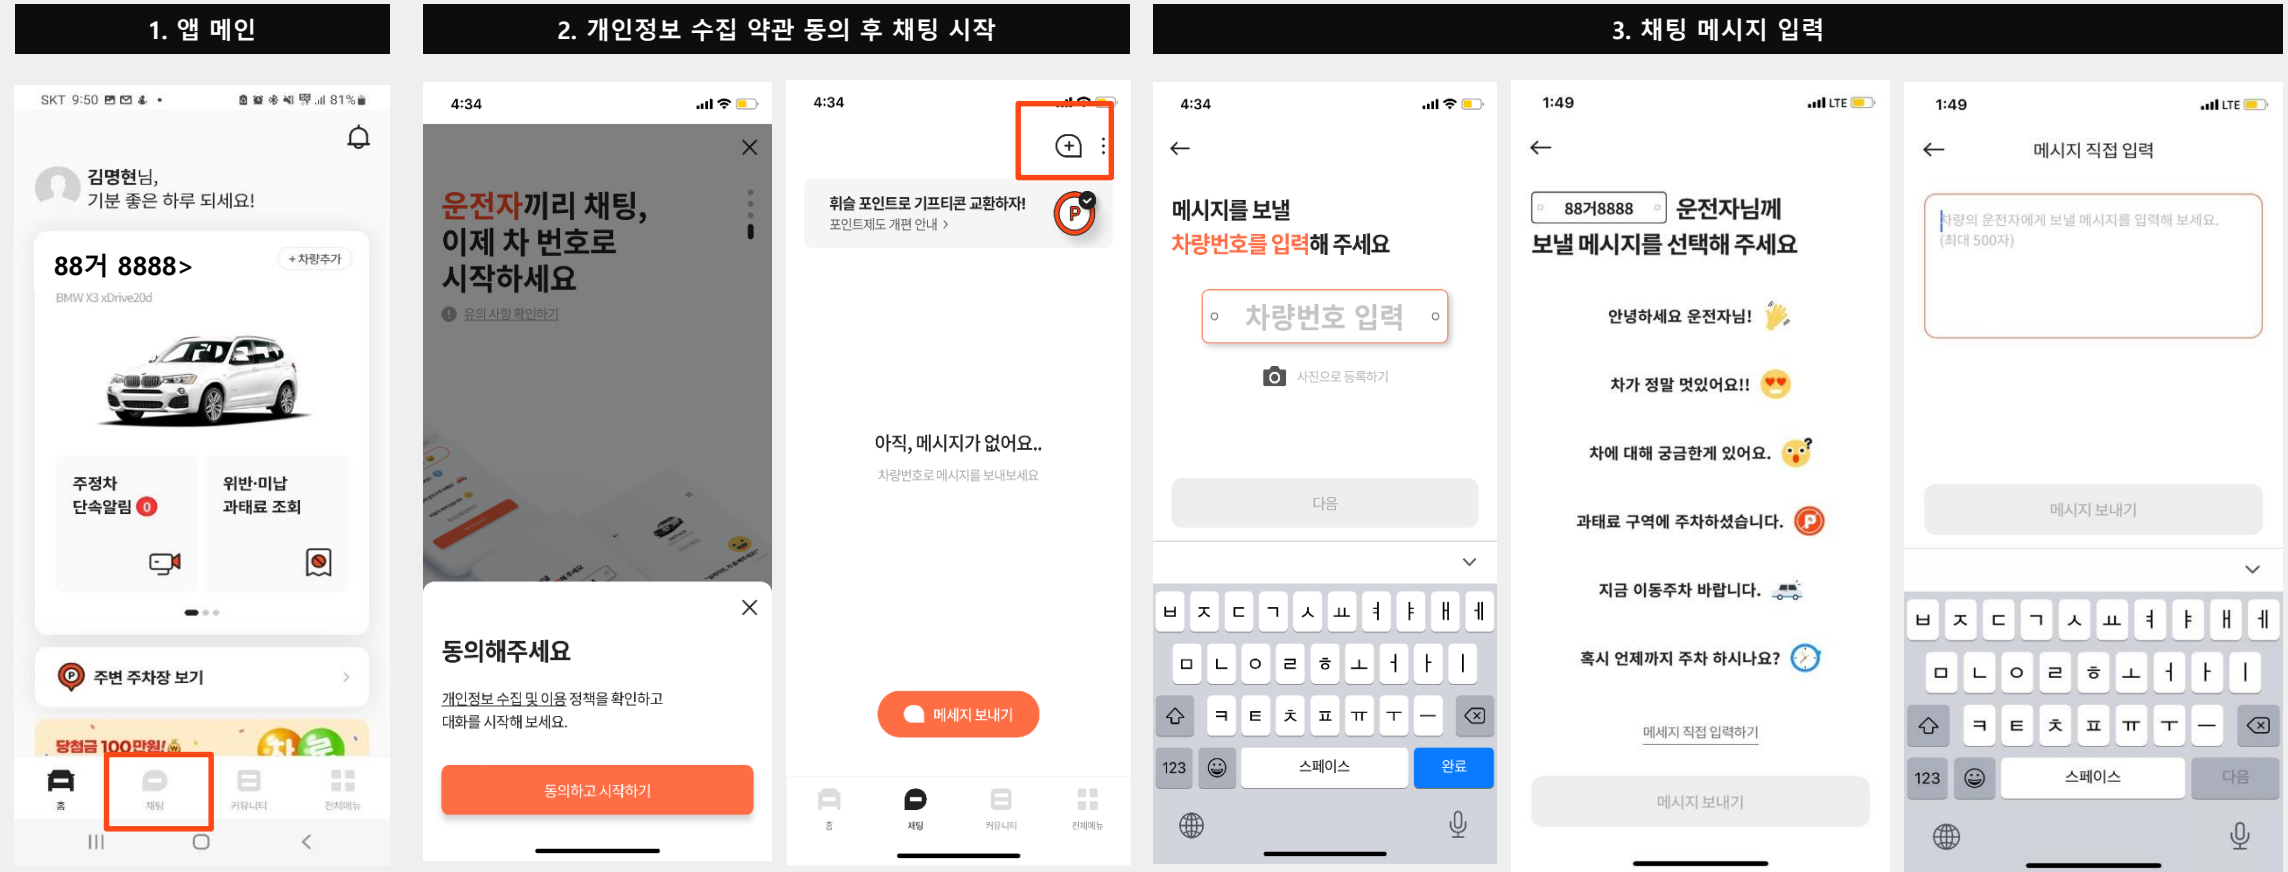 1. 앱 메인
SKT 9:50
81%
김명현님,
기분 좋은 하루 되세요!
88거 8888>
+ 차량추가
BMW X3 xDrive20d
주정차
단속알림 0
위반·미납
과태료 조회
주변 주차장 보기
당첨금 100만원!
홈
채팅
커뮤니티
전체메뉴
2. 개인정보 수집 약관 동의 후 채팅 시작
4:34
운전자끼리 채팅,
이제 차 번호로
시작하세요
유의사항 확인하기
동의해주세요
개인정보 수집 및 이용 정책을 확인하고
대화를 시작해 보세요.
동의하고 시작하기
4:34
휘슬 포인트로 기프티콘 교환하자!
포인트제도 개편 안내 >
P
아직, 메시지가 없어요..
차량번호로 메시지를 보내보세요
메세지 보내기
홈
채팅
커뮤니티
전체메뉴
3. 채팅 메시지 입력
4:34
메시지를 보낼
차량번호를 입력해 주세요
차량번호 입력
사진으로 등록하기
다음
ㅂ ㅈ ㄷ ㄱ ㅅ ㅛ ㅕ ㅑ ㅐ ㅔ
ㅁ ㄴ ㅇ ㄹ ㅎ ㅗ ㅓ ㅏ ㅣ
ㅋ ㅌ ㅊ ㅍ ㅠ ㅜ ㅡ
123 스페이스 완료
1:49
LTE
88거8888 운전자님께
보낼 메시지를 선택해 주세요
안녕하세요 운전자님!
차가 정말 멋있어요!!
차에 대해 궁금한게 있어요.
과태료 구역에 주차하셨습니다.
지금 이동주차 바랍니다.
혹시 언제까지 주차 하시나요?
메세지 직접 입력하기
메시지 보내기
1:49
LTE
메시지 직접 입력
차량의 운전자에게 보낼 메시지를 입력해 보세요.
(최대 500자)
메시지 보내기
ㅂ ㅈ ㄷ ㄱ ㅅ ㅛ ㅕ ㅑ ㅐ ㅔ
ㅁ ㄴ ㅇ ㄹ ㅎ ㅗ ㅓ ㅏ ㅣ
ㅋ ㅌ ㅊ ㅍ ㅠ ㅜ ㅡ
123 스페이스 다음